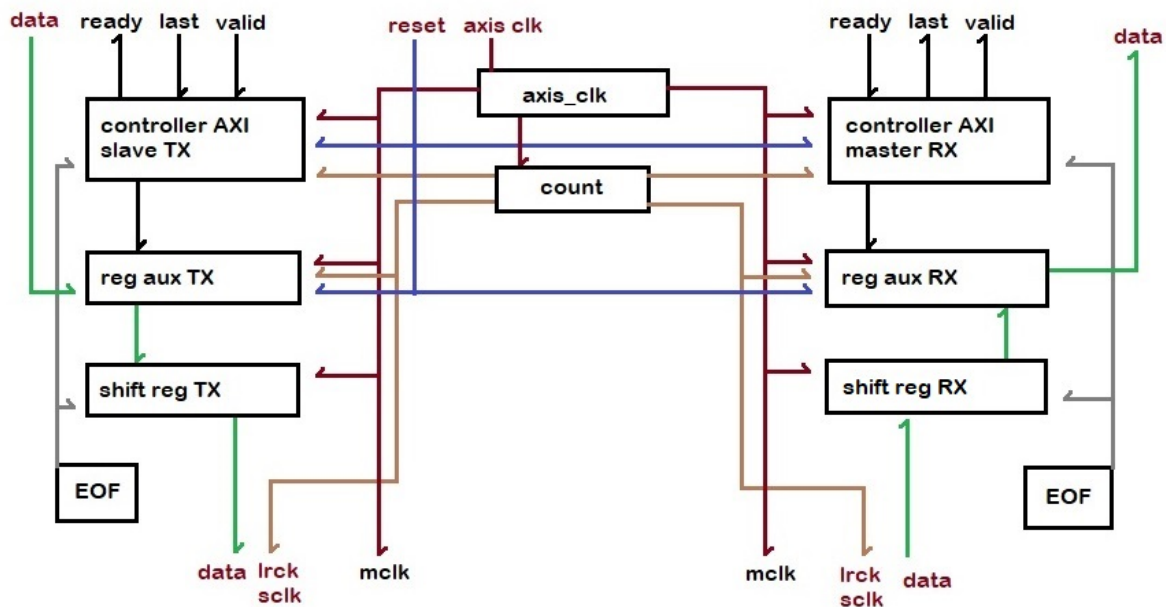 data
ready last valid
reset axis clk
ready last valid
data
controller AXI
slave TX
axis_clk
controller AXI
master RX
count
reg aux TX
reg aux RX
shift reg TX
shift reg RX
EOF
EOF
data
lrck
sclk
mclk
mclk
lrck
sclk
data